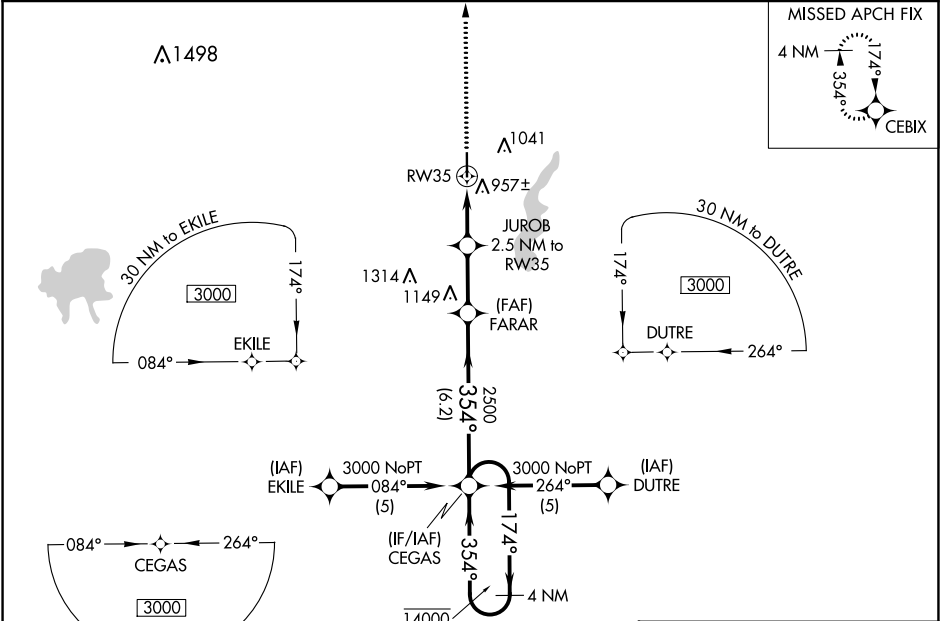 MISSED APCH FIX
4 NM
174°
354°
CEBIX
1498
1041
RW35
957±
JUROB
2.5 NM to
RW35
1314
1149
(FAF)
FARAR
30 NM to EKILE
174°
3000
EKILE
084°
30 NM to DUTRE
174°
3000
DUTRE
264°
2500
354°
(6.2)
(IAF)
EKILE
3000 NoPT
084°
(5)
3000 NoPT
264°
(5)
(IAF)
DUTRE
(IF/IAF)
CEGAS
354°
174°
4 NM
14000
084°
264°
CEGAS
3000